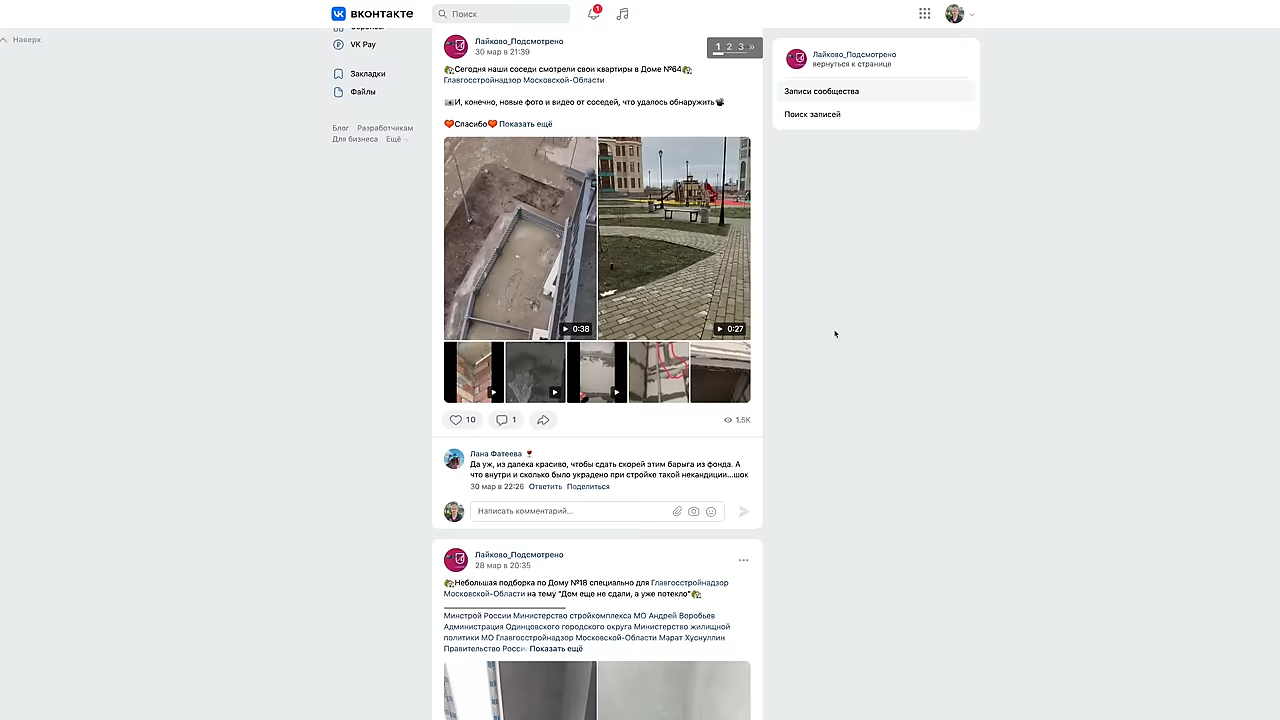 вконтакте
Поиск
1
Наверх
VK Pay
Закладки
Файлы
Блог Разработчикам
Для бизнеса Ещё
Лайково_Подсмотрено
30 мар в 21:39
1 2 3 »
Сегодня наши соседи смотрели свои квартиры в Доме №64
Главгосстройнадзор Московской-Области
И, конечно, новые фото и видео от соседей, что удалось обнаружить
Спасибо Показать ещё
0:38
0:27
10
1
1,5K
Лана Фатеева
Да уж, из далека красиво, чтобы сдать скорей этим барыга из фонда. А
что внутри и сколько было украдено при стройке такой некандиции...шок
30 мар в 22:26 Ответить Поделиться
Написать комментарий...
Лайково_Подсмотрено
28 мар в 20:35
Небольшая подборка по Дому №18 специально для Главгосстройнадзор
Московской-Области на тему "Дом еще не сдали, а уже потекло"
Минстрой России Министерство стройкомплекса МО Андрей Воробьев
Администрация Одинцовского городского округа Министерство жилищной
политики МО Главгосстройнадзор Московской-Области Марат Хуснуллин
Правительство Росси Показать ещё
Лайково_Подсмотрено
вернуться к странице
Записи сообщества
Поиск записей